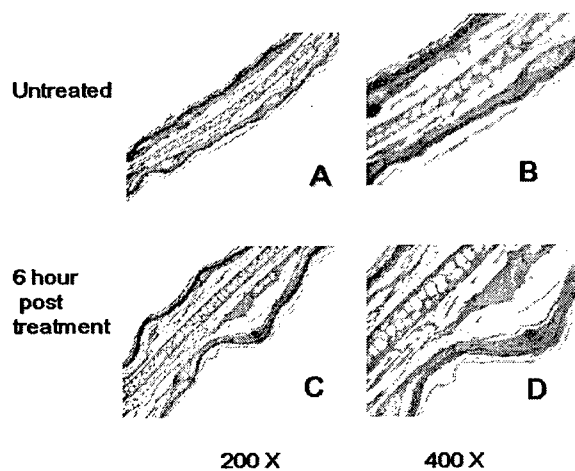 Untreated
A
B
6 hour
post
treatment
C
D
200 X
400 X